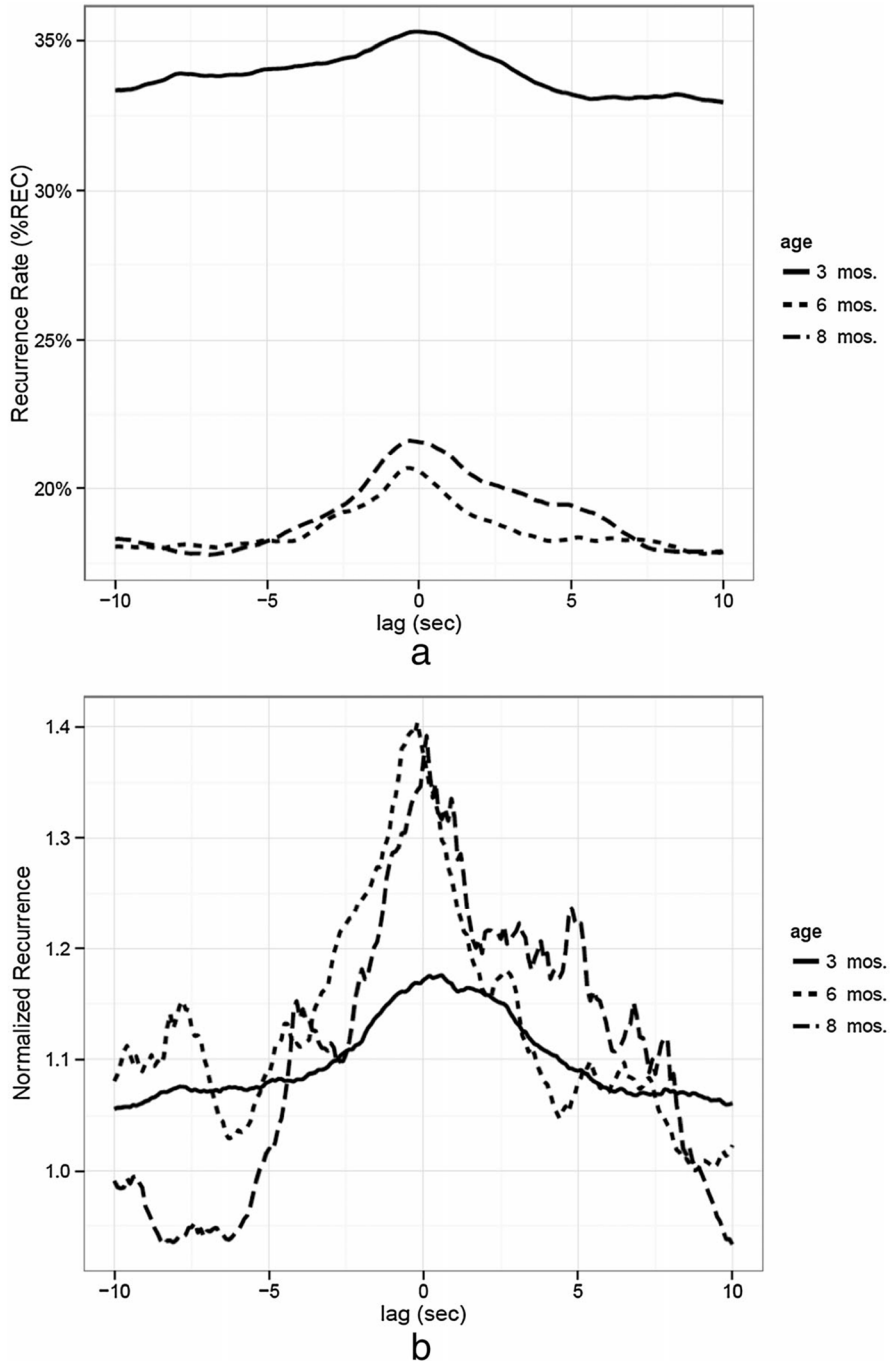 35%
30%
25%
20%
Recurrence Rate (%REC)
−10
−5
0
5
10
lag (sec)
age
3 mos.
6 mos.
8 mos.
a
1.4
1.3
1.2
1.1
1.0
Normalized Recurrence
−10
−5
0
5
10
lag (sec)
age
3 mos.
6 mos.
8 mos.
b